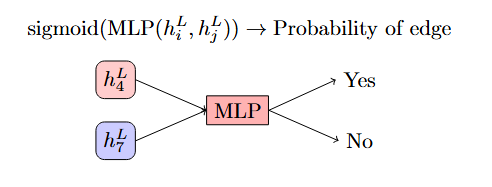 sigmoid(MLP(h_i^L, h_j^L)) → Probability of edge
h_4^L
Yes
MLP
h_7^L
No